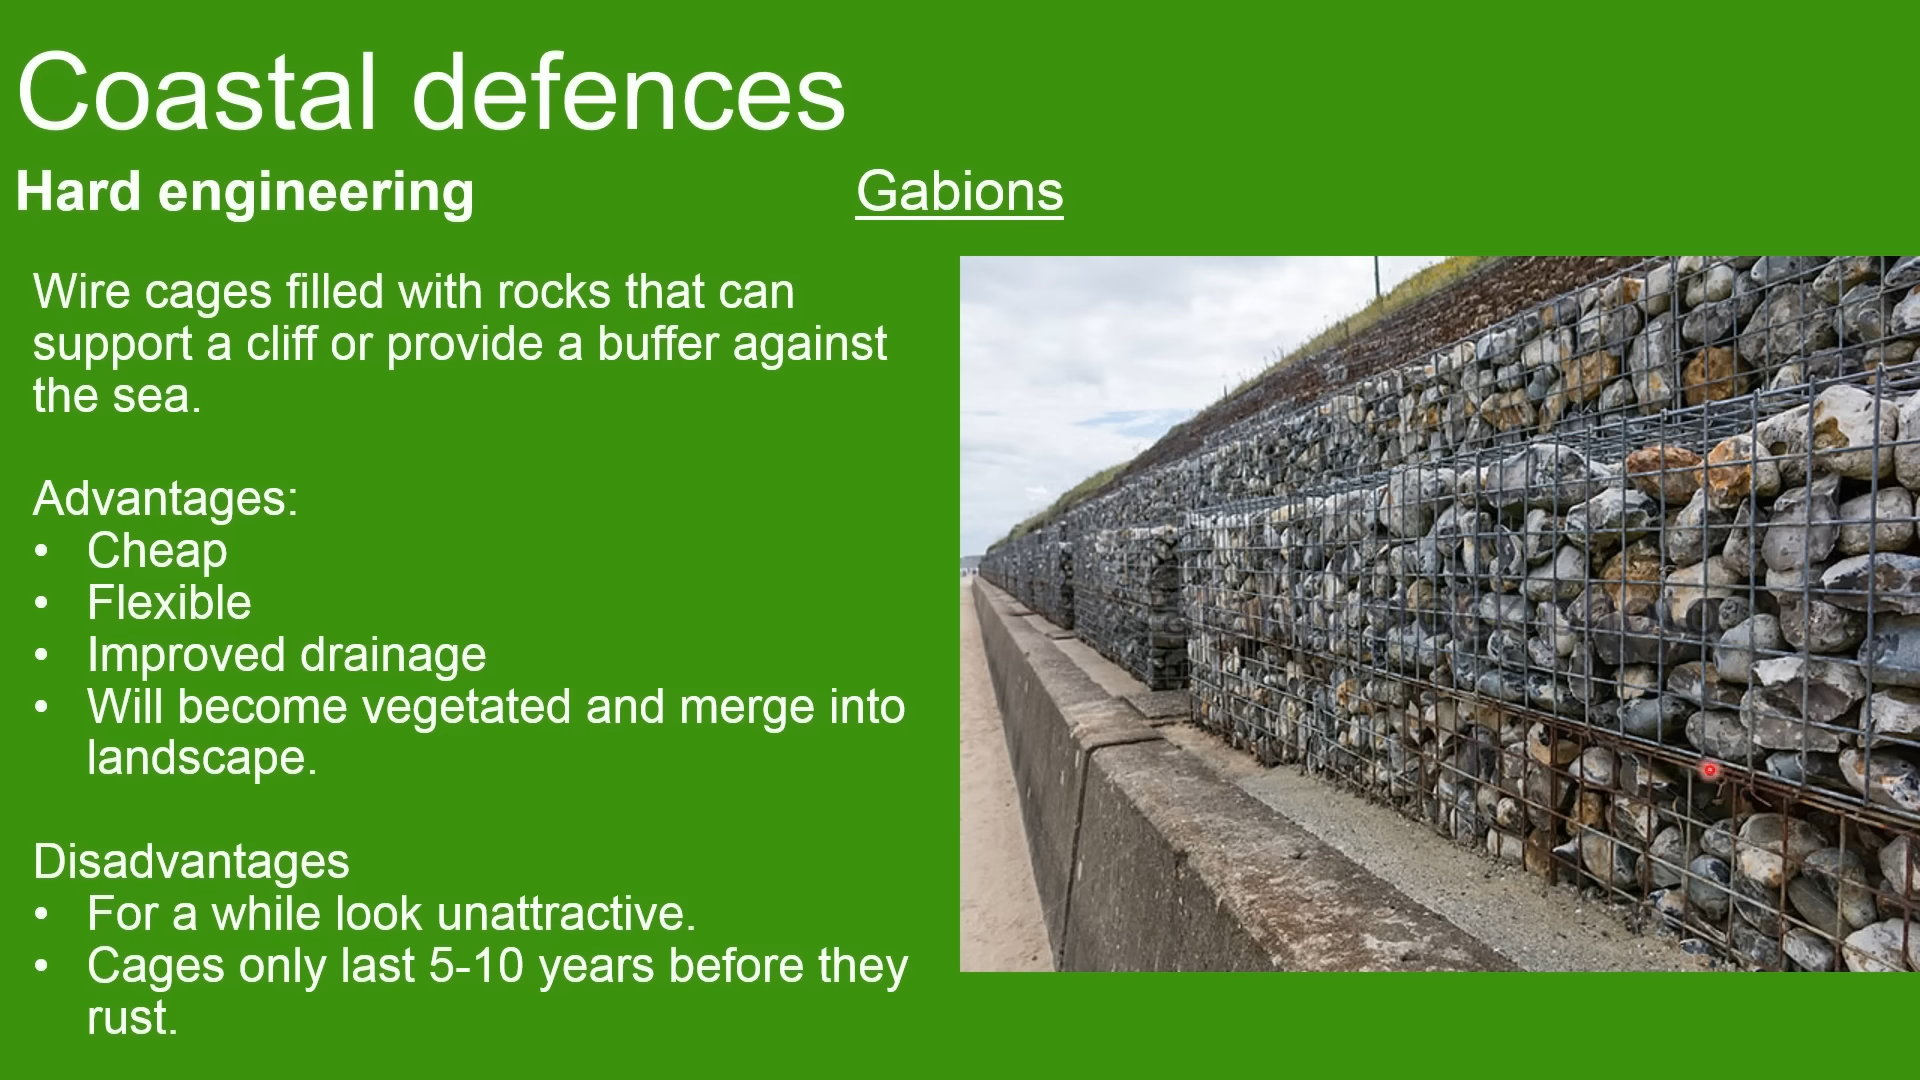 Coastal defences
Hard engineering
Gabions
Wire cages filled with rocks that can
support a cliff or provide a buffer against
the sea.
Advantages:
• Cheap
• Flexible
• Improved drainage
• Will become vegetated and merge into
landscape.
Disadvantages
• For a while look unattractive.
• Cages only last 5-10 years before they
rust.